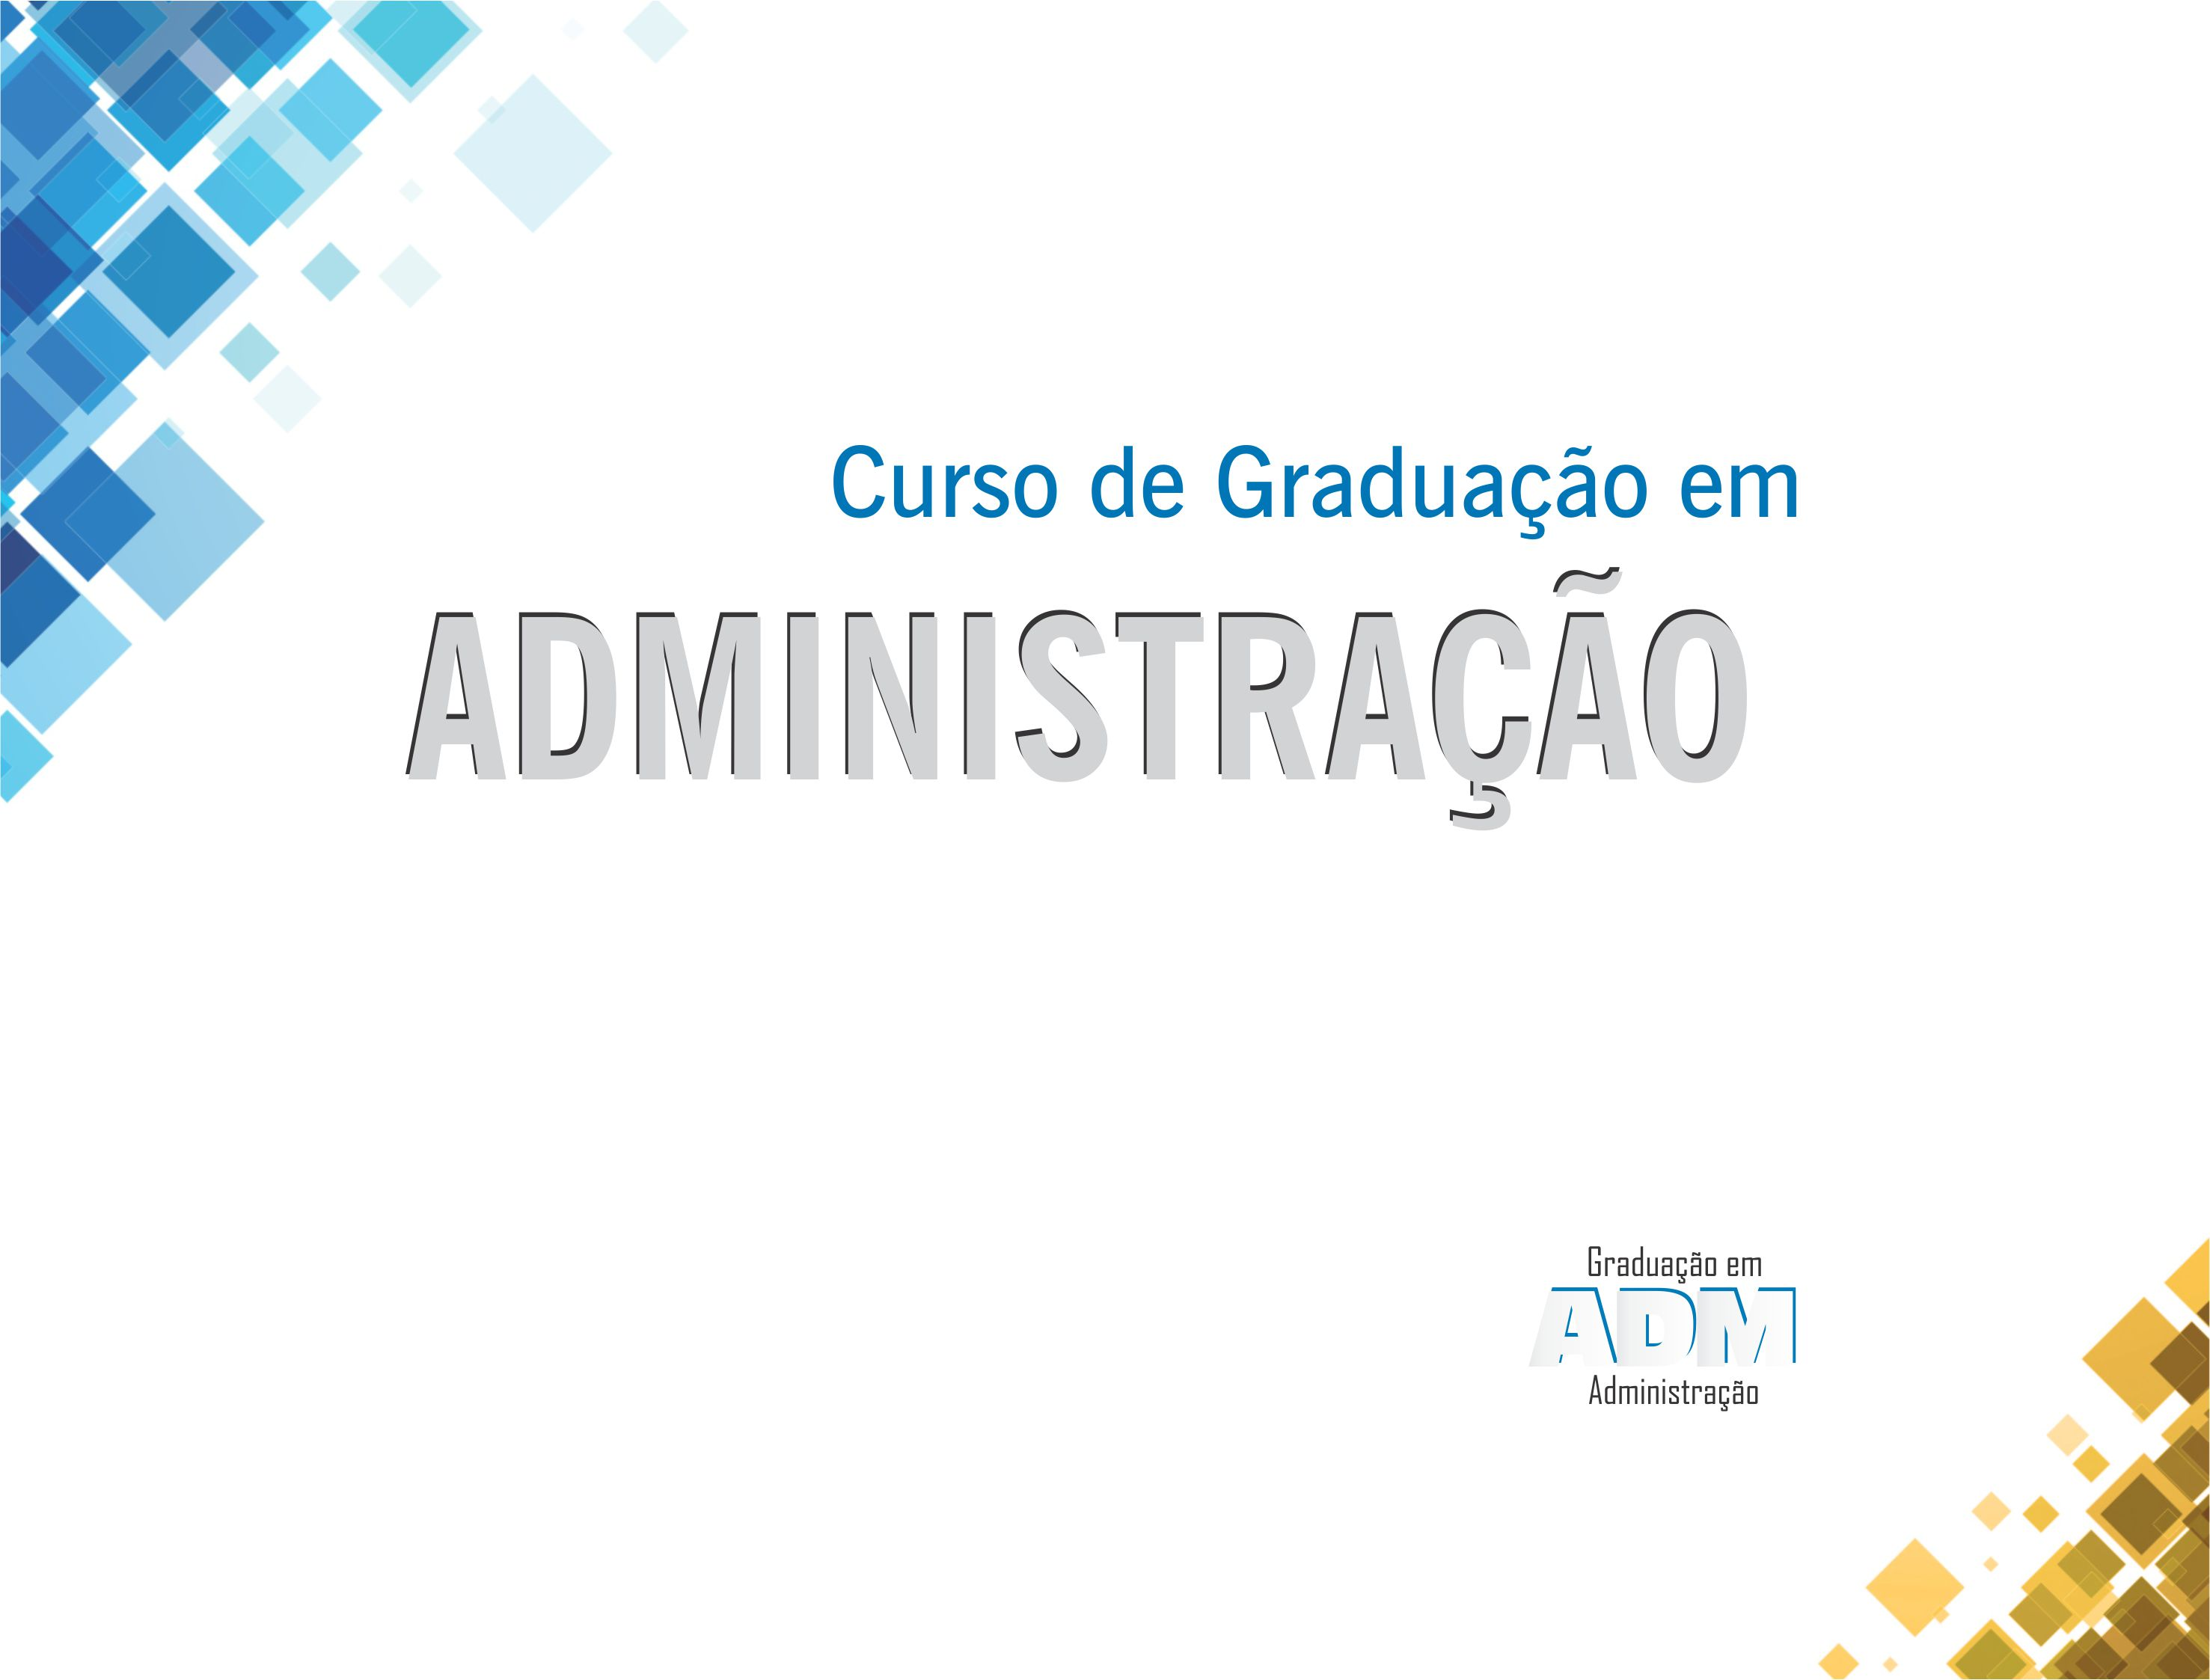 Curso de Graduação em
ADMINISTRAÇÃO
Graduação em
ADM
Administração